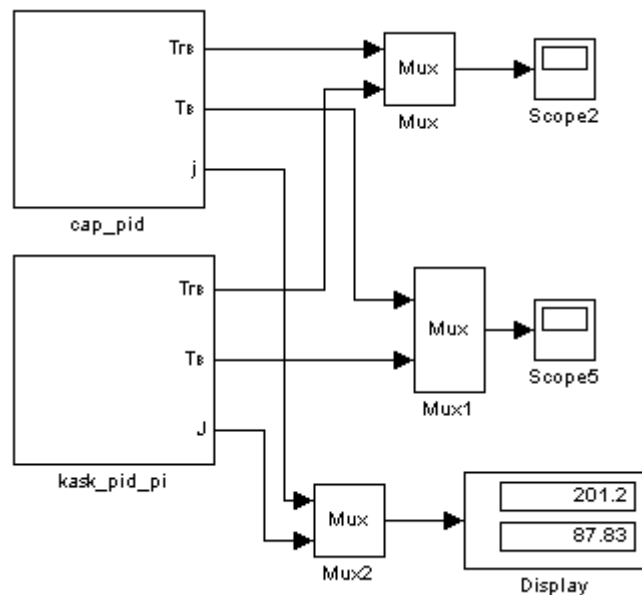 Trв
Tв
j
cap_pid
Mux
Mux
Scope2
Trв
Tв
J
kask_pid_pi
Mux
Mux1
Scope5
Mux
Mux2
201.2
87.83
Display